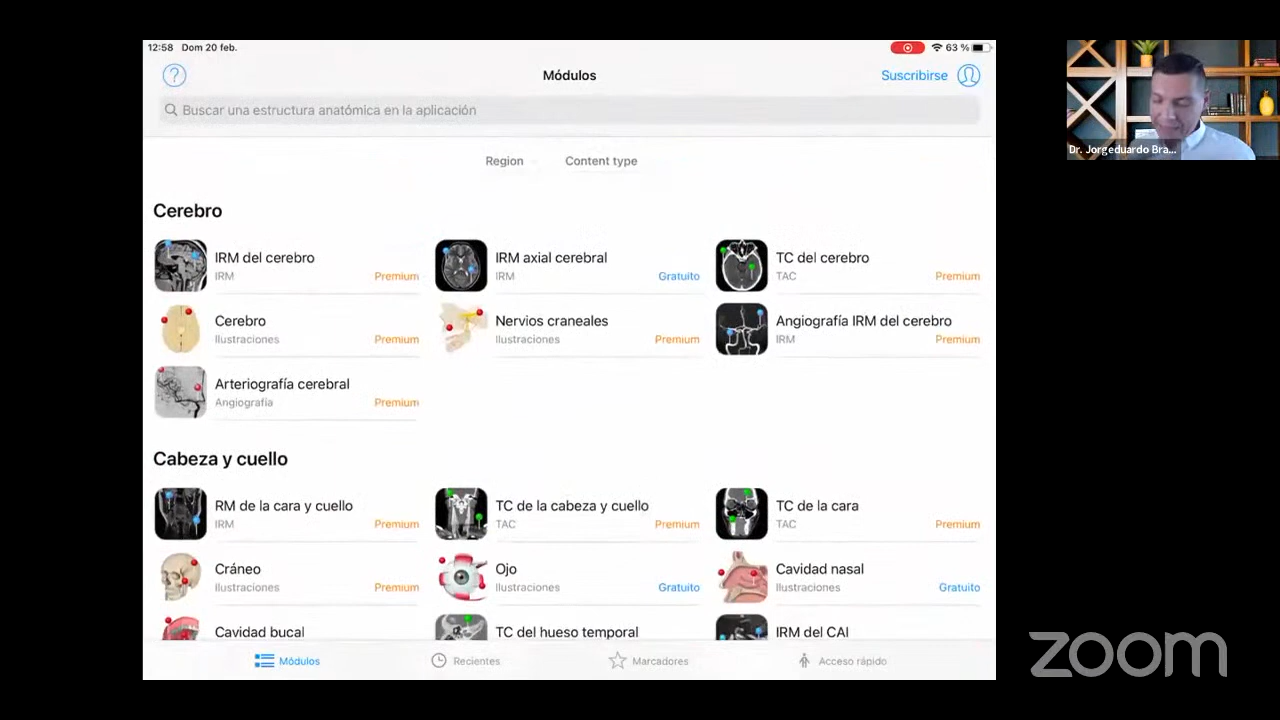 12:58 Dom 20 feb.
63 %
Módulos
Suscribirse
Buscar una estructura anatómica en la aplicación
Region
Content type
Cerebro
IRM del cerebro
IRM
Premium
IRM axial cerebral
IRM
Gratuito
TC del cerebro
TAC
Premium
Cerebro
Ilustraciones
Premium
Nervios craneales
Ilustraciones
Premium
Angiografía IRM del cerebro
IRM
Premium
Arteriografía cerebral
Angiografía
Premium
Cabeza y cuello
RM de la cara y cuello
IRM
Premium
TC de la cabeza y cuello
TAC
Premium
TC de la cara
TAC
Premium
Cráneo
Ilustraciones
Premium
Ojo
Ilustraciones
Gratuito
Cavidad nasal
Ilustraciones
Gratuito
Cavidad bucal
TC del hueso temporal
IRM del CAI
Módulos
Recientes
Marcadores
Acceso rápido
Dr. Jorgeduardo Bra...
zoom